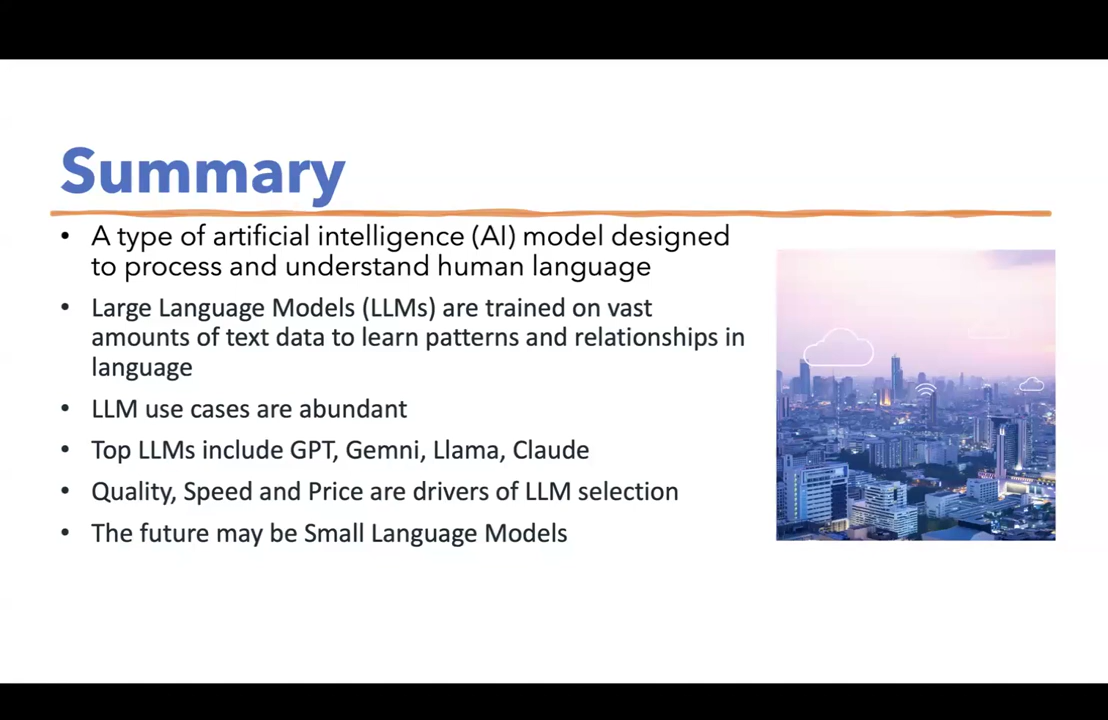 Summary
• A type of artificial intelligence (AI) model designed
to process and understand human language
• Large Language Models (LLMs) are trained on vast
amounts of text data to learn patterns and relationships in
language
• LLM use cases are abundant
• Top LLMs include GPT, Gemni, Llama, Claude
• Quality, Speed and Price are drivers of LLM selection
• The future may be Small Language Models